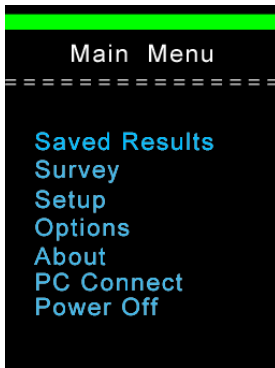 Main Menu
================
Saved Results
Survey
Setup
Options
About
PC Connect
Power Off